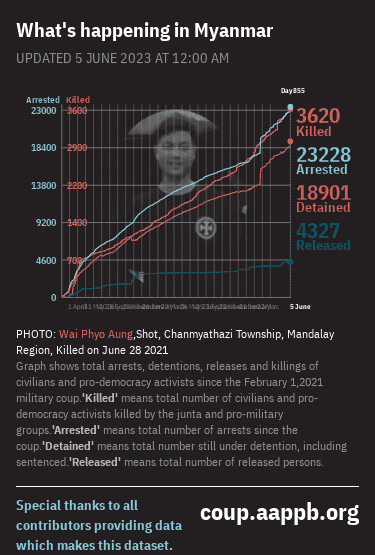 What's happening in Myanmar
UPDATED 5 JUNE 2023 AT 12:00 AM
Day855
Arrested Killed
23000 3600
18400 2900
13800 2200
9200 1400
4600 700
0
3620
Killed
23228
Arrested
18901
Detained
4327
Released
1 April
5 June
PHOTO: Wai Phyo Aung,Shot, Channmyathazi Township, Mandalay
Region, Killed on June 28 2021
Graph shows total arrests, detentions, releases and killings of
civilians and pro-democracy activists since the February 1,2021
military coup.'Killed' means total number of civilians and pro-
democracy activists killed by the junta and pro-military
groups.'Arrested' means total number of arrests since the
coup.'Detained' means total number still under detention, including
sentenced.'Released' means total number of released persons.
Special thanks to all
contributors providing data
which makes this dataset.
coup.aappb.org